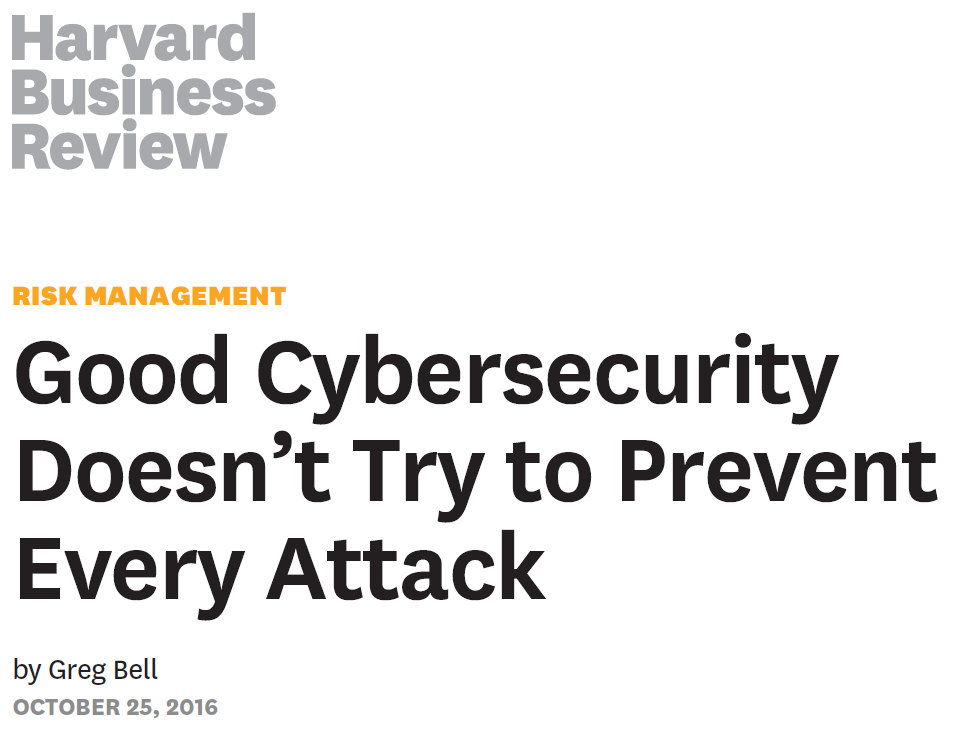 Harvard
Business
Review
RISK MANAGEMENT
Good Cybersecurity
Doesn’t Try to Prevent
Every Attack
by Greg Bell
OCTOBER 25, 2016